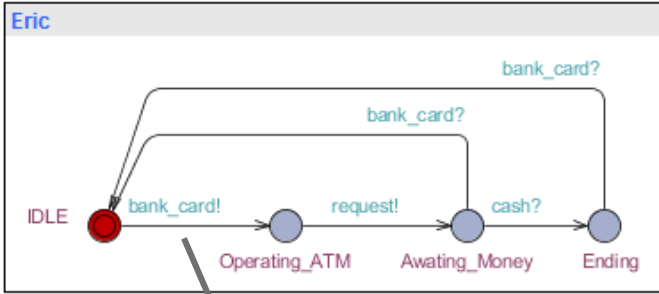 Eric
bank_card?
bank_card?
IDLE
bank_card!
request!
cash?
Operating_ATM
Awating_Money
Ending